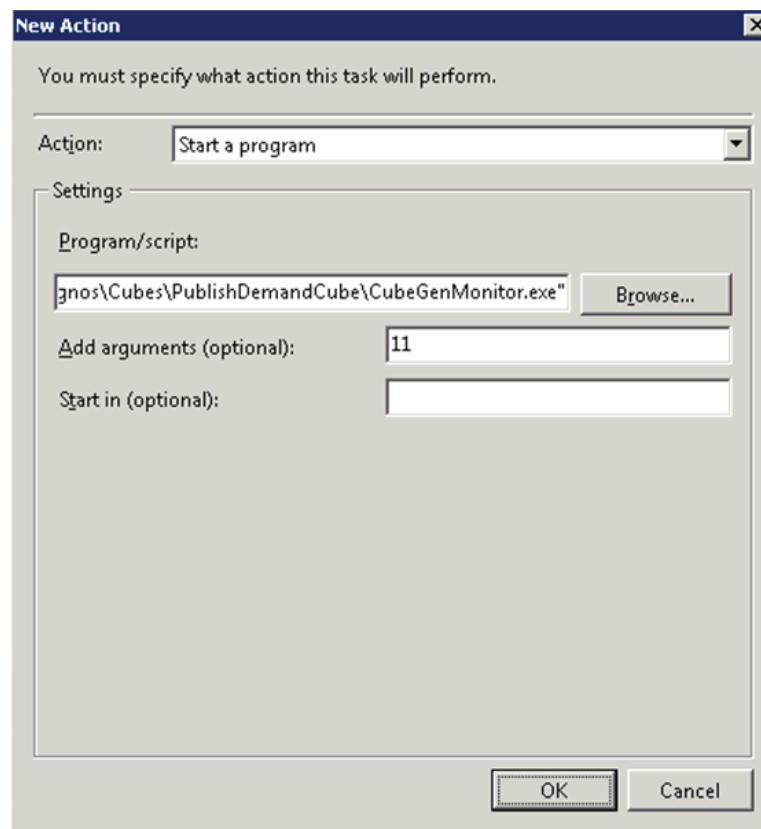 New Action
You must specify what action this task will perform.
Action: Start a program
Settings
Program/script:
gnos\Cubes\PublishDemandCube\CubeGenMonitor.exe" Browse...
Add arguments (optional): 11
Start in (optional):
OK Cancel